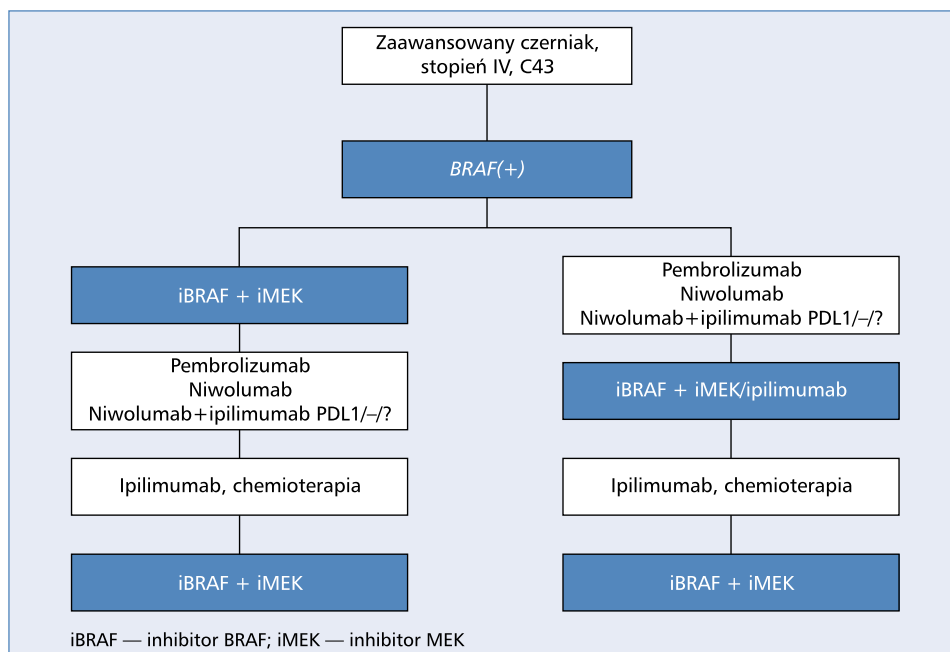 Zaawansowany czerniak,
stopień IV, C43
BRAF(+)
iBRAF + iMEK
Pembrolizumab
Niwolumab
Niwolumab+ipilimumab PDL1/–/?
Ipilimumab, chemioterapia
iBRAF + iMEK
Pembrolizumab
Niwolumab
Niwolumab+ipilimumab PDL1/–/?
iBRAF + iMEK/ipilimumab
Ipilimumab, chemioterapia
iBRAF + iMEK
iBRAF — inhibitor BRAF; iMEK — inhibitor MEK